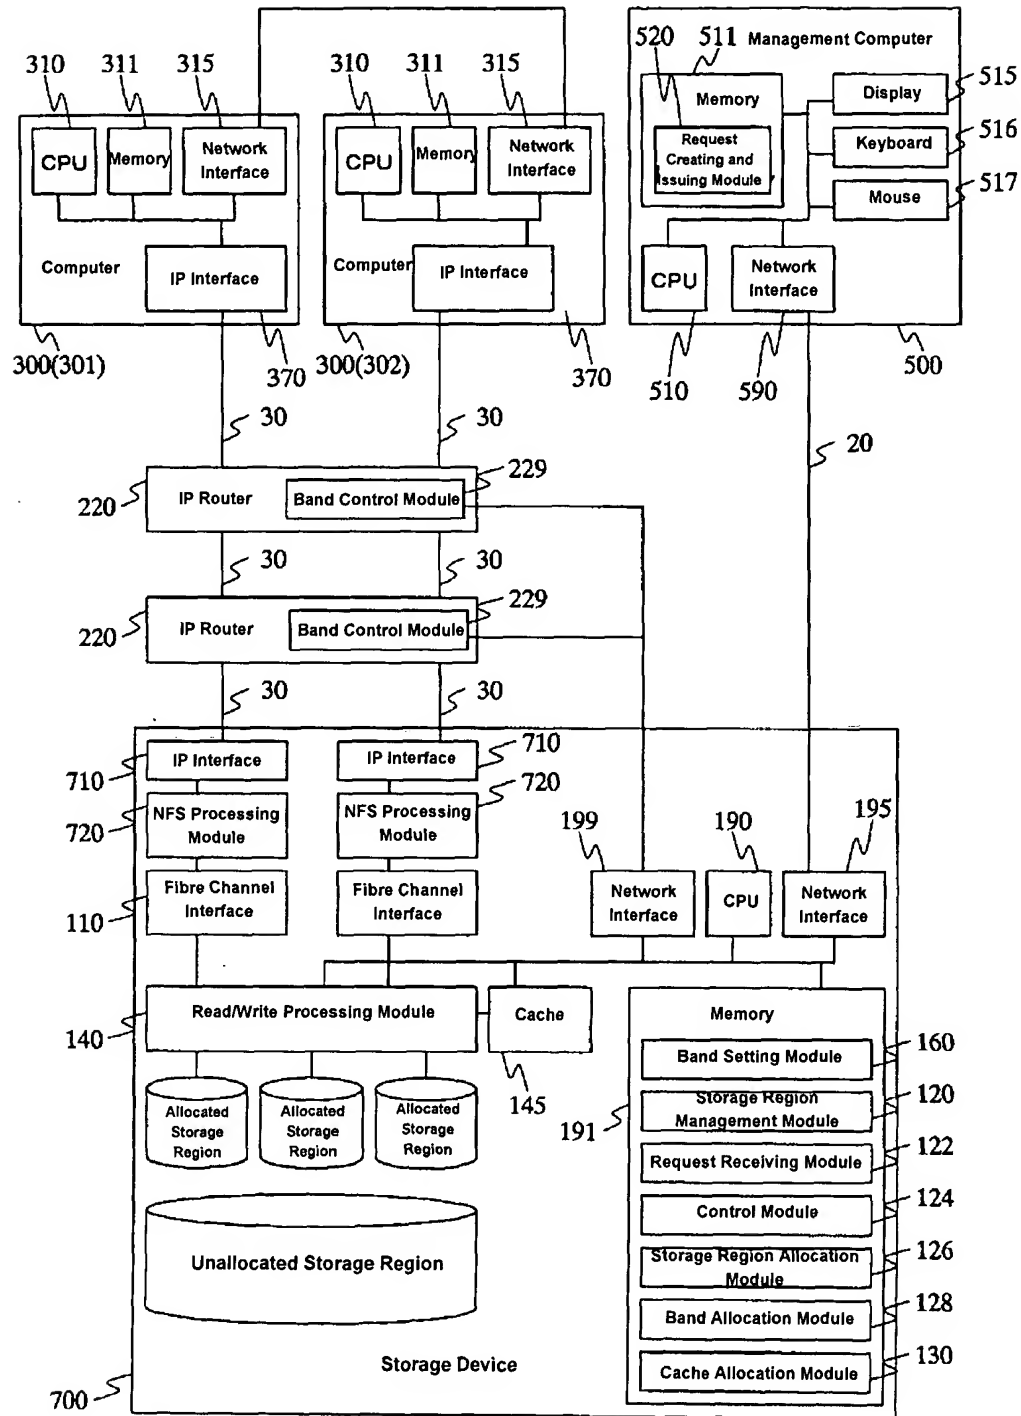 310
311
315
310
311
315
520
511
Management Computer
515
516
517
CPU
Memory
Network
Interface
Computer
IP Interface
300(301)
370
CPU
Memory
Network
Interface
Computer
IP Interface
300(302)
370
Memory
Request
Creating and
Issuing Module
Display
Keyboard
Mouse
CPU
Network
Interface
510
590
500
30
30
20
220
IP Router
Band Control Module
229
30
30
220
IP Router
Band Control Module
229
30
30
710
IP Interface
IP Interface
710
720
NFS Processing
Module
NFS Processing
Module
720
110
Fibre Channel
Interface
Fibre Channel
Interface
199
190
195
Network
Interface
CPU
Network
Interface
140
Read/Write Processing Module
Cache
145
Allocated
Storage
Region
Allocated
Storage
Region
Allocated
Storage
Region
Unallocated Storage Region
Storage Device
700
191
Memory
Band Setting Module
160
Storage Region
Management Module
120
Request Receiving Module
122
Control Module
124
Storage Region Allocation
Module
126
Band Allocation Module
128
Cache Allocation Module
130